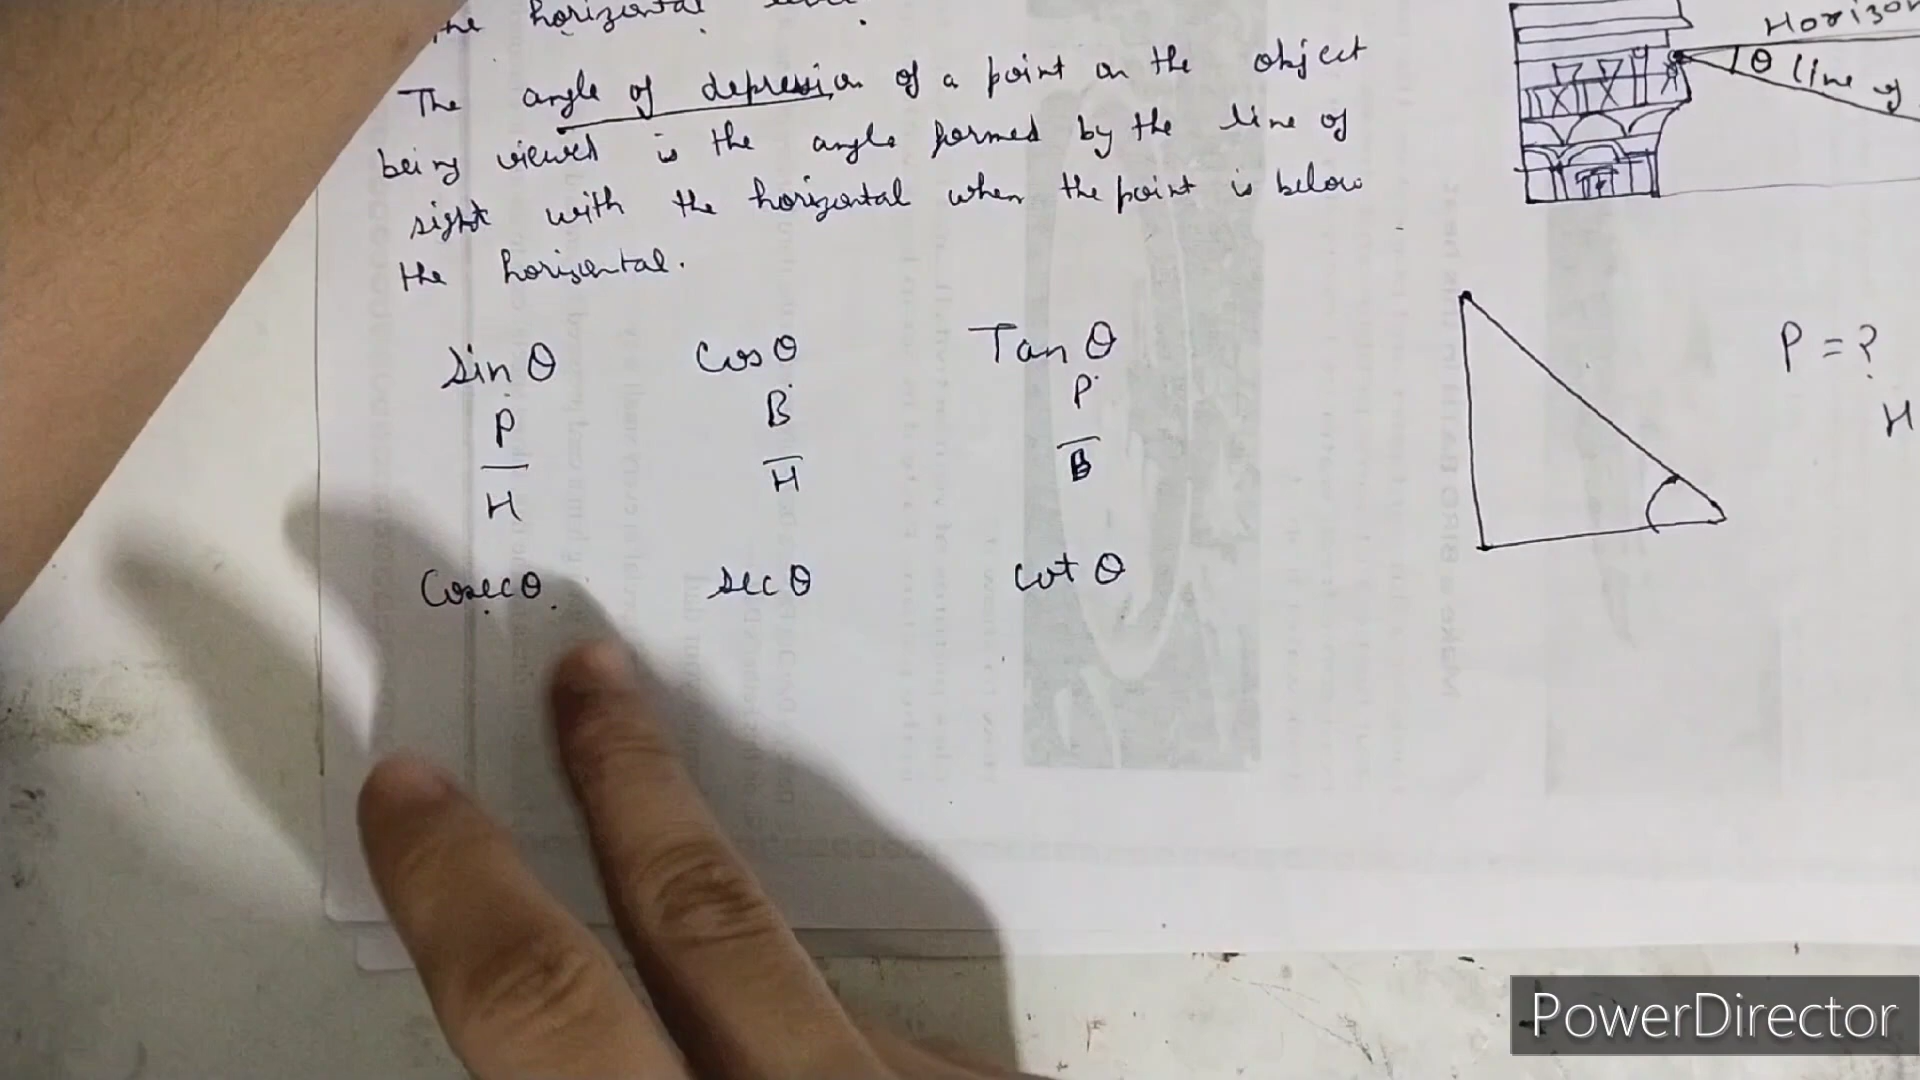 the horizontal
The angle of depression of a point on the object
being viewed is the angle formed by the line of
sight with the horizontal when the point is below
the horizontal.
Sin θ Cos θ Tan θ
P B P
H H B
Cosec θ sec θ cot θ
Horizon
θ line of
P = ?
H
PowerDirector